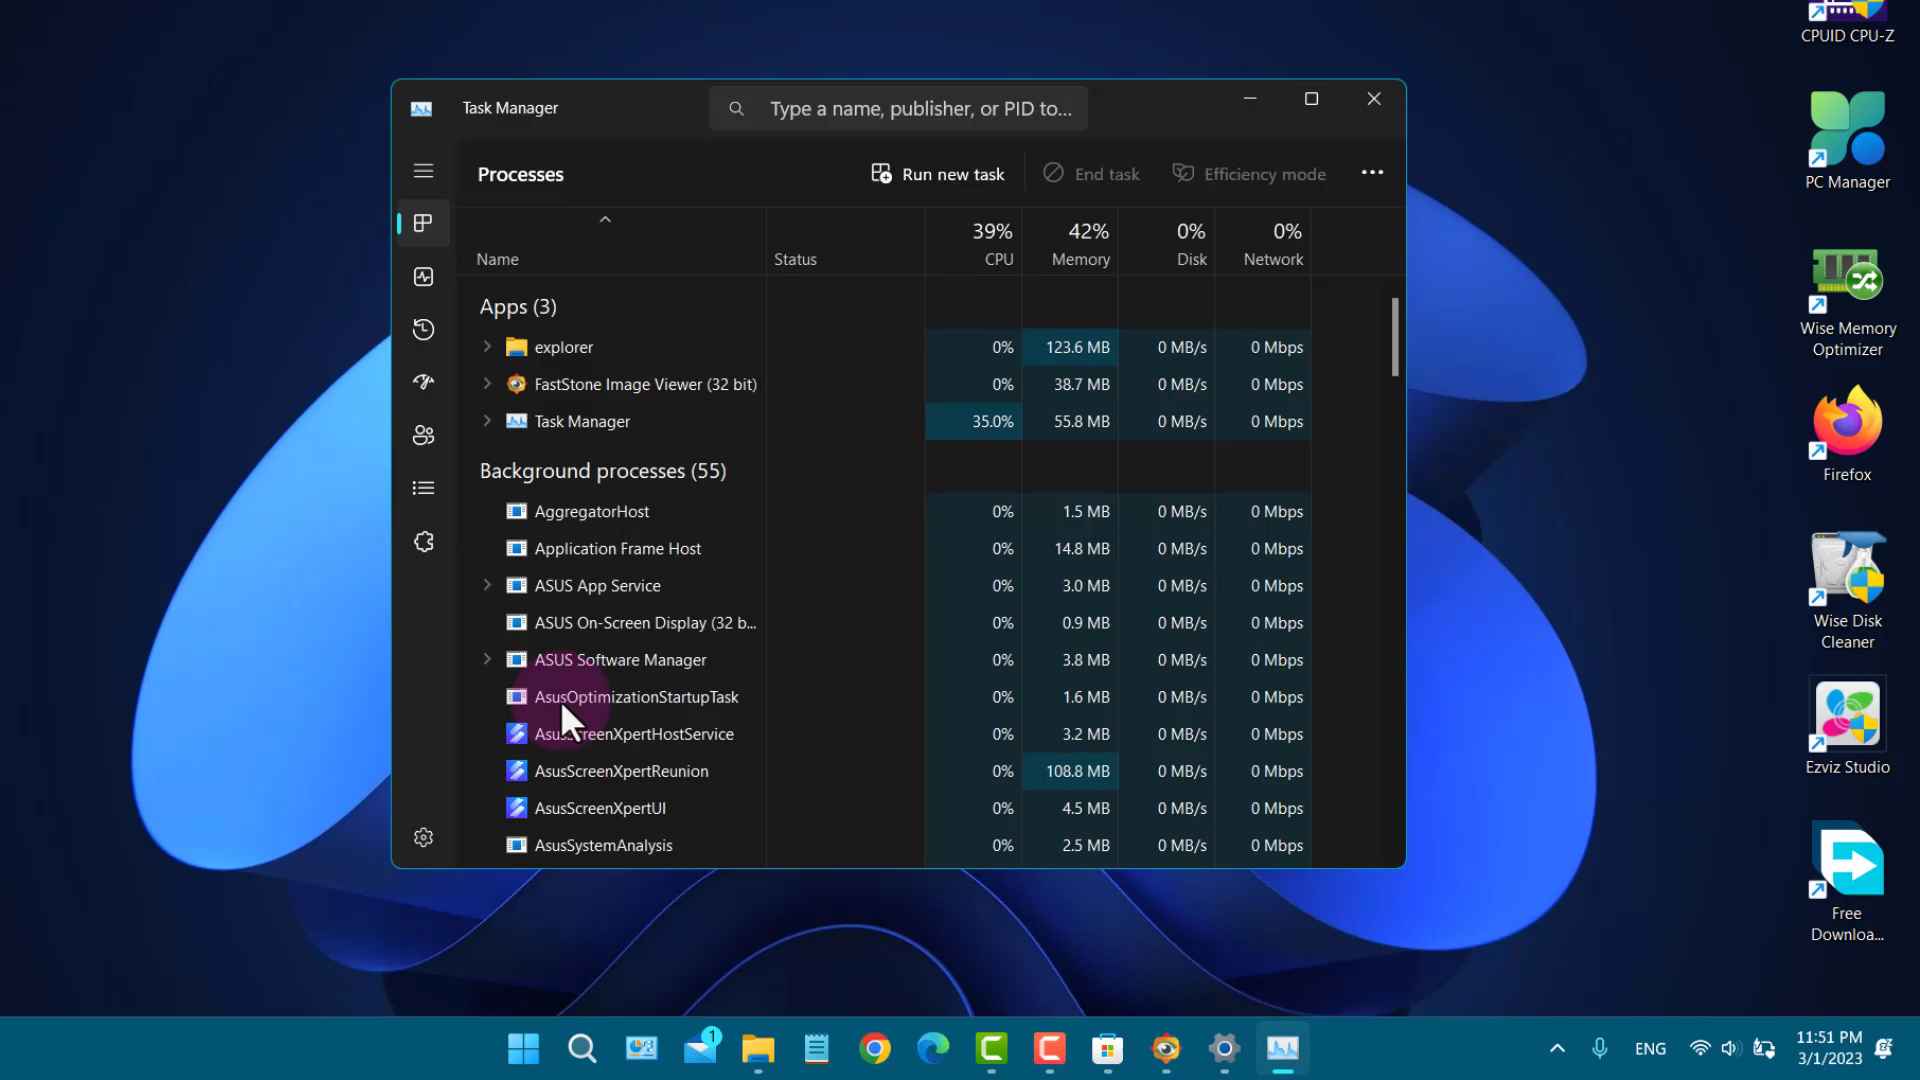 CPUID CPU-Z
Task Manager
Type a name, publisher, or PID to...
Processes
Run new task
End task
Efficiency mode
39% 42% 0% 0%
Name Status CPU Memory Disk Network
Apps (3)
explorer 0% 123.6 MB 0 MB/s 0 Mbps
FastStone Image Viewer (32 bit) 0% 38.7 MB 0 MB/s 0 Mbps
Task Manager 35.0% 55.8 MB 0 MB/s 0 Mbps
Background processes (55)
AggregatorHost 0% 1.5 MB 0 MB/s 0 Mbps
Application Frame Host 0% 14.8 MB 0 MB/s 0 Mbps
ASUS App Service 0% 3.0 MB 0 MB/s 0 Mbps
ASUS On-Screen Display (32 b... 0% 0.9 MB 0 MB/s 0 Mbps
ASUS Software Manager 0% 3.8 MB 0 MB/s 0 Mbps
AsusOptimizationStartupTask 0% 1.6 MB 0 MB/s 0 Mbps
AsusScreenXpertHostService 0% 3.2 MB 0 MB/s 0 Mbps
AsusScreenXpertReunion 0% 108.8 MB 0 MB/s 0 Mbps
AsusScreenXpertUI 0% 4.5 MB 0 MB/s 0 Mbps
AsusSystemAnalysis 0% 2.5 MB 0 MB/s 0 Mbps
PC Manager
Wise Memory
Optimizer
Firefox
Wise Disk
Cleaner
Ezviz Studio
Free
Downloa...
1
ENG
11:51 PM
3/1/2023